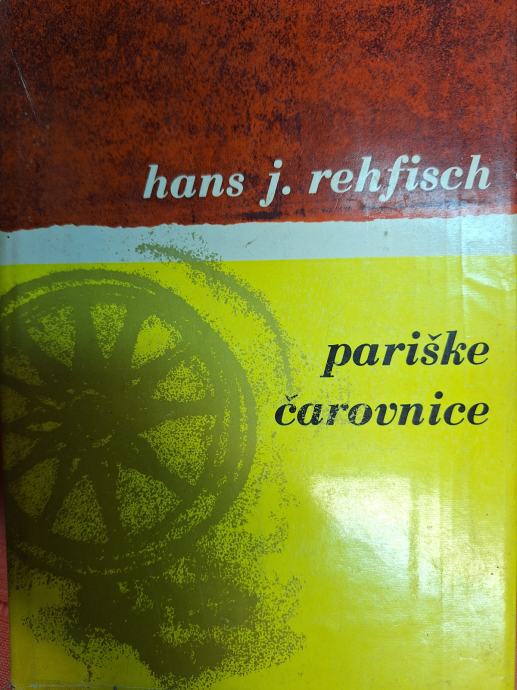 hans j. rehfisch
pariške
čarovnice